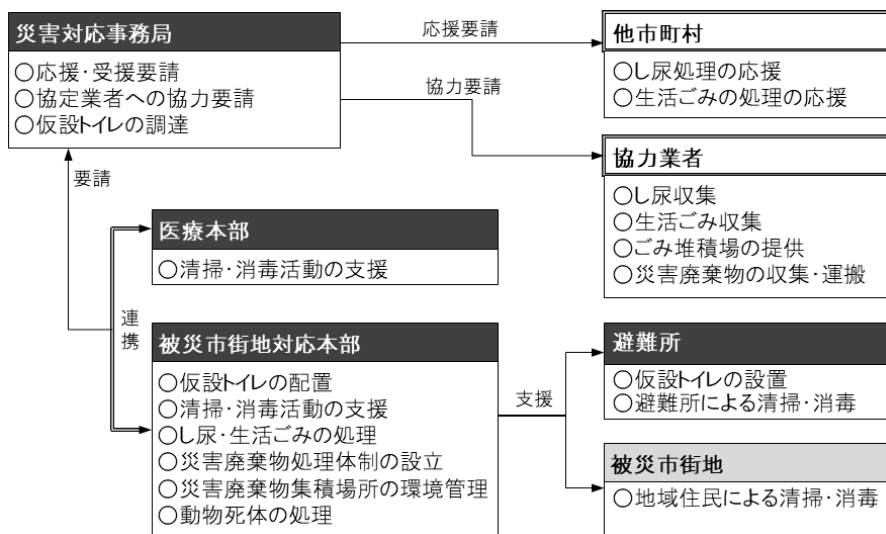 災害対応事務局
○応援・受援要請
○協定業者への協力要請
○仮設トイレの調達
応援要請
協力要請
他市町村
○し尿処理の応援
○生活ごみの処理の応援
協力業者
○し尿収集
○生活ごみ収集
○ごみ堆積場の提供
○災害廃棄物の収集・運搬
要請
医療本部
○清掃・消毒活動の支援
連携
被災市街地対応本部
○仮設トイレの配置
○清掃・消毒活動の支援
○し尿・生活ごみの処理
○災害廃棄物処理体制の設立
○災害廃棄物集積場所の環境管理
○動物死体の処理
支援
避難所
○仮設トイレの設置
○避難所による清掃・消毒
被災市街地
○地域住民による清掃・消毒